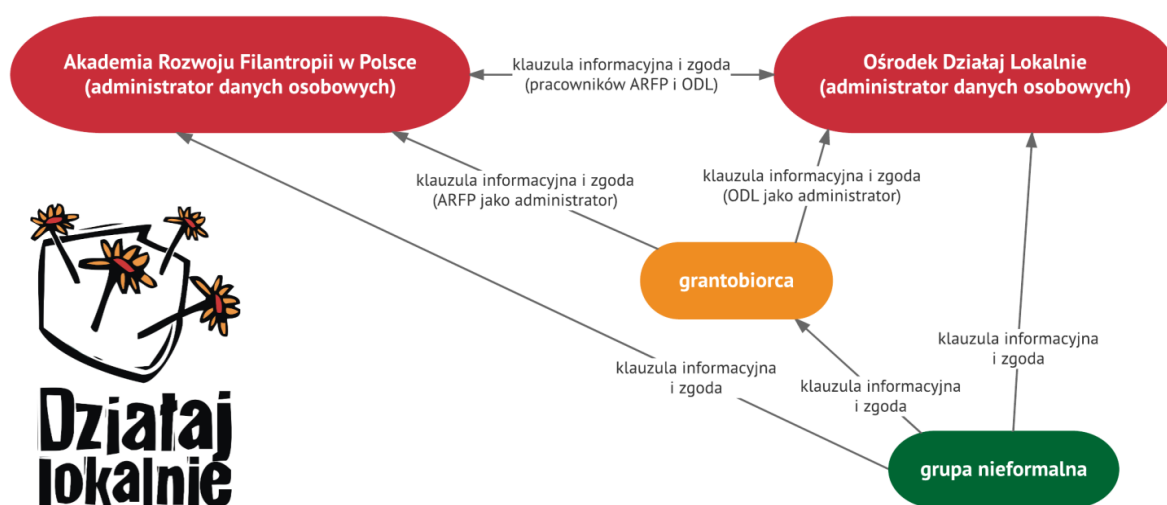 Akademia Rozwoju Filantropii w Polsce
(administrator danych osobowych)
klauzula informacyjna i zgoda
(pracowników ARFP i ODL)
Ośrodek Działaj Lokalnie
(administrator danych osobowych)
klauzula informacyjna i zgoda
(ARFP jako administrator)
klauzula informacyjna i zgoda
(ODL jako administrator)
grantobiorca
klauzula informacyjna
i zgoda
klauzula informacyjna
i zgoda
klauzula informacyjna
i zgoda
grupa nieformalna
Działaj
lokalnie